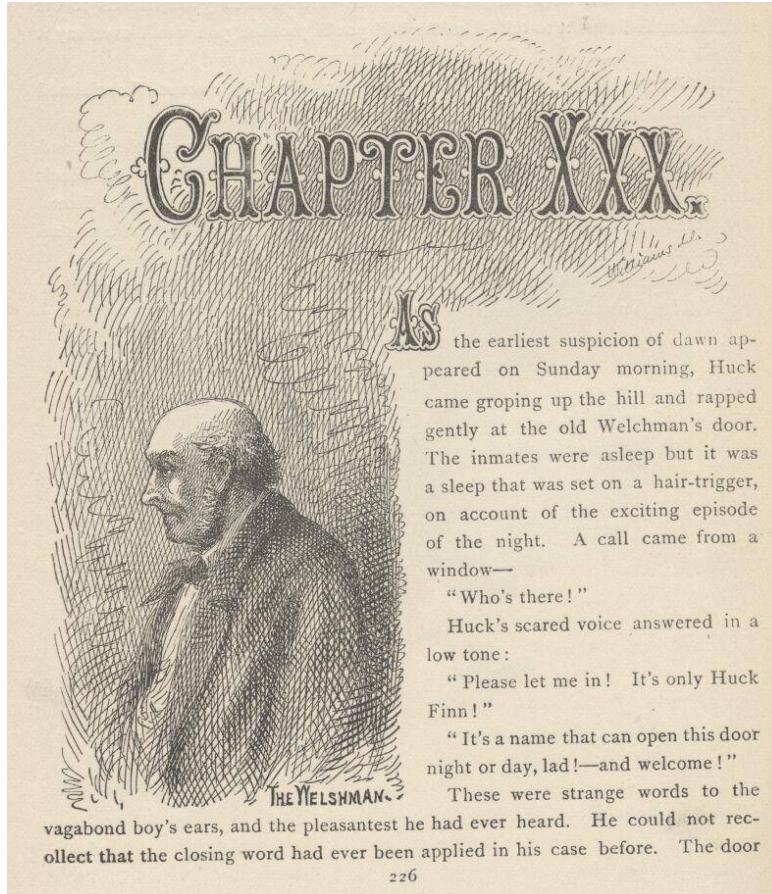 CHAPTER XXX.
Williams del.
As the earliest suspicion of dawn ap-
peared on Sunday morning, Huck
came groping up the hill and rapped
gently at the old Welchman's door.
The inmates were asleep but it was
a sleep that was set on a hair-trigger,
on account of the exciting episode
of the night. A call came from a
window—
"Who's there!"
Huck's scared voice answered in a
low tone:
"Please let me in! It's only Huck
Finn!"
"It's a name that can open this door
night or day, lad!—and welcome!"
These were strange words to the
THE WELSHMAN.
vagabond boy's ears, and the pleasantest he had ever heard. He could not rec-
ollect that the closing word had ever been applied in his case before. The door
226